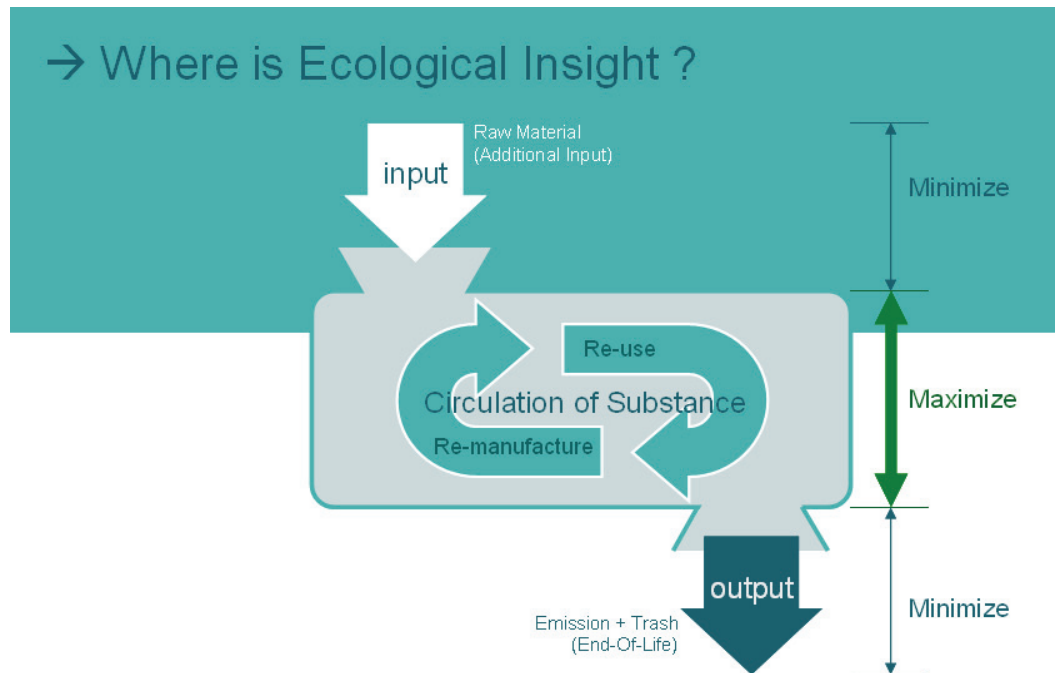 → Where is Ecological Insight ?
Raw Material
(Additional Input)
input
Minimize
Re-use
Circulation of Substance
Maximize
Re-manufacture
output
Emission + Trash
(End-Of-Life)
Minimize